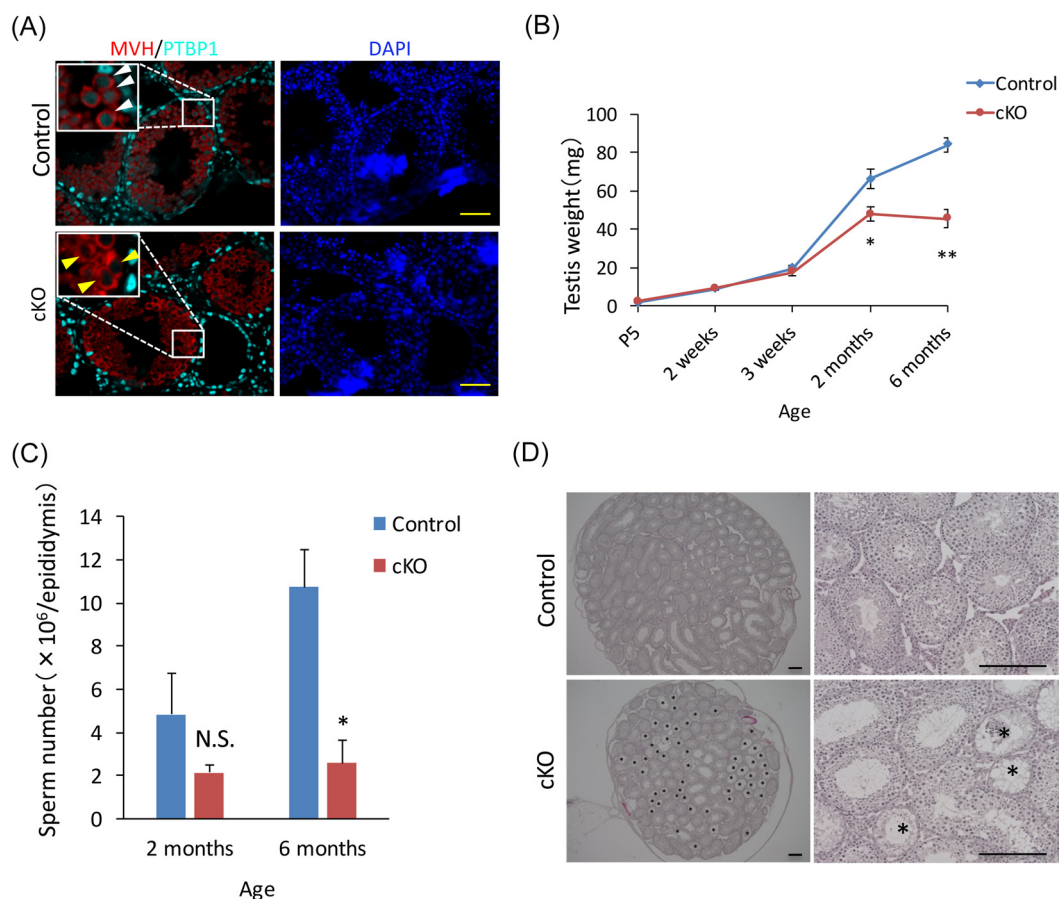 (A)
MVH/PTBP1
DAPI
Control
cKO
(B)
Control
cKO
Testis weight(mg)
100
80
60
40
20
0
*
**
P5
2 weeks
3 weeks
2 months
6 months
Age
(C)
Sperm number(×10⁶/epididymis)
14
12
10
8
6
4
2
0
Control
cKO
N.S.
*
2 months
6 months
Age
(D)
Control
cKO
*
*
*